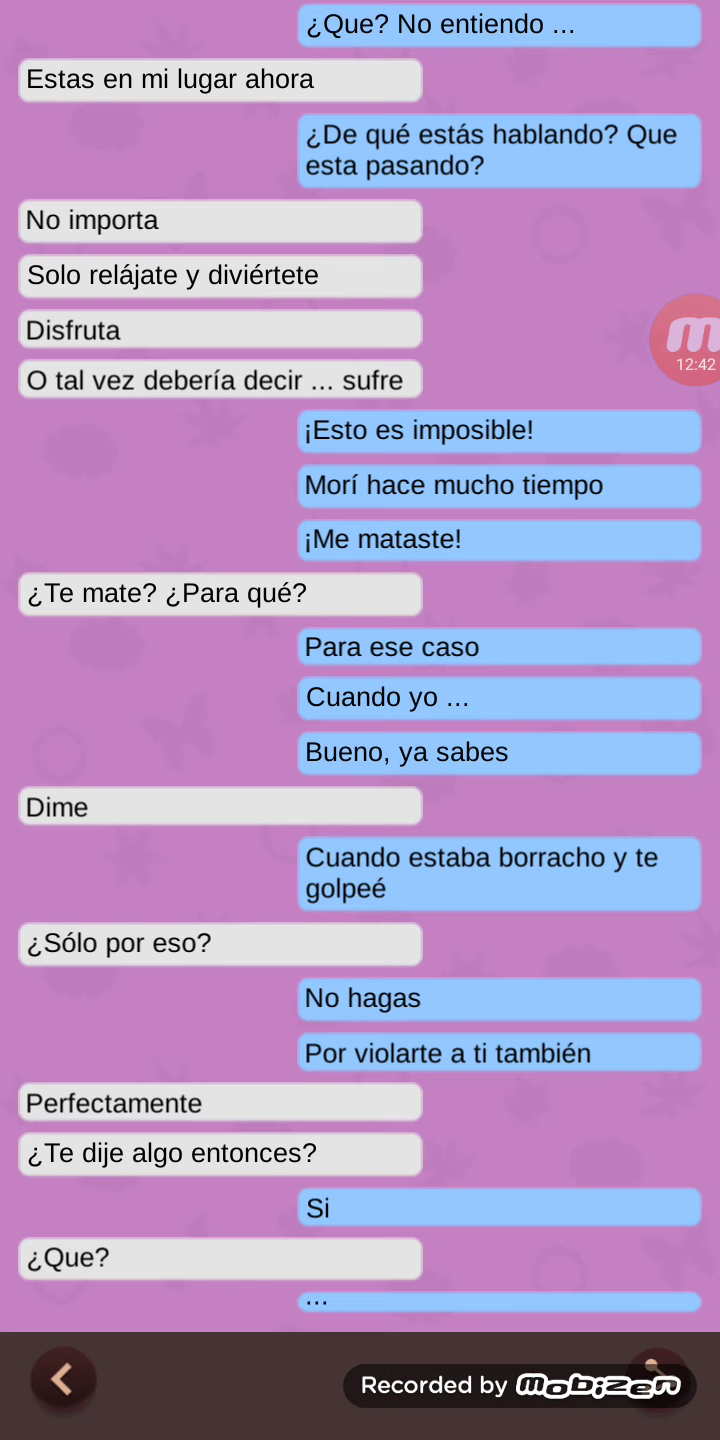 ¿Que? No entiendo ...
Estas en mi lugar ahora
¿De qué estás hablando? Que
esta pasando?
No importa
Solo relájate y diviértete
Disfruta
O tal vez debería decir ... sufre
12:42
¡Esto es imposible!
Morí hace mucho tiempo
¡Me mataste!
¿Te mate? ¿Para qué?
Para ese caso
Cuando yo ...
Bueno, ya sabes
Dime
Cuando estaba borracho y te
golpeé
¿Sólo por eso?
No hagas
Por violarte a ti también
Perfectamente
¿Te dije algo entonces?
Si
¿Que?
...
Recorded by mobizen